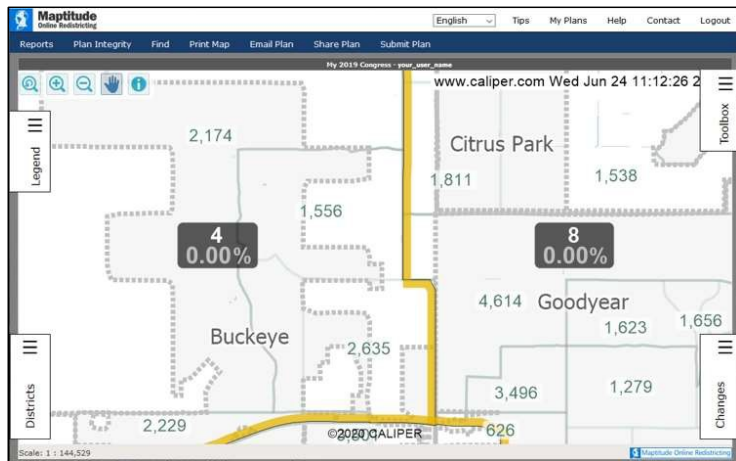 Maptitude
Online Redistricting
English Tips My Plans Help Contact Logout
Reports Plan Integrity Find Print Map Email Plan Share Plan Submit Plan
My 2019 Congress - your_user_name
www.caliper.com Wed Jun 24 11:12:26 2
Legend
Toolbox
2,174
Citrus Park
1,811
1,538
1,556
4
0.00%
8
0.00%
4,614
Goodyear
1,623
1,656
Buckeye
2,635
3,496
1,279
Districts
Changes
2,229
©2020 CALIPER
626
Scale: 1 : 144,529
Maptitude Online Redistricting